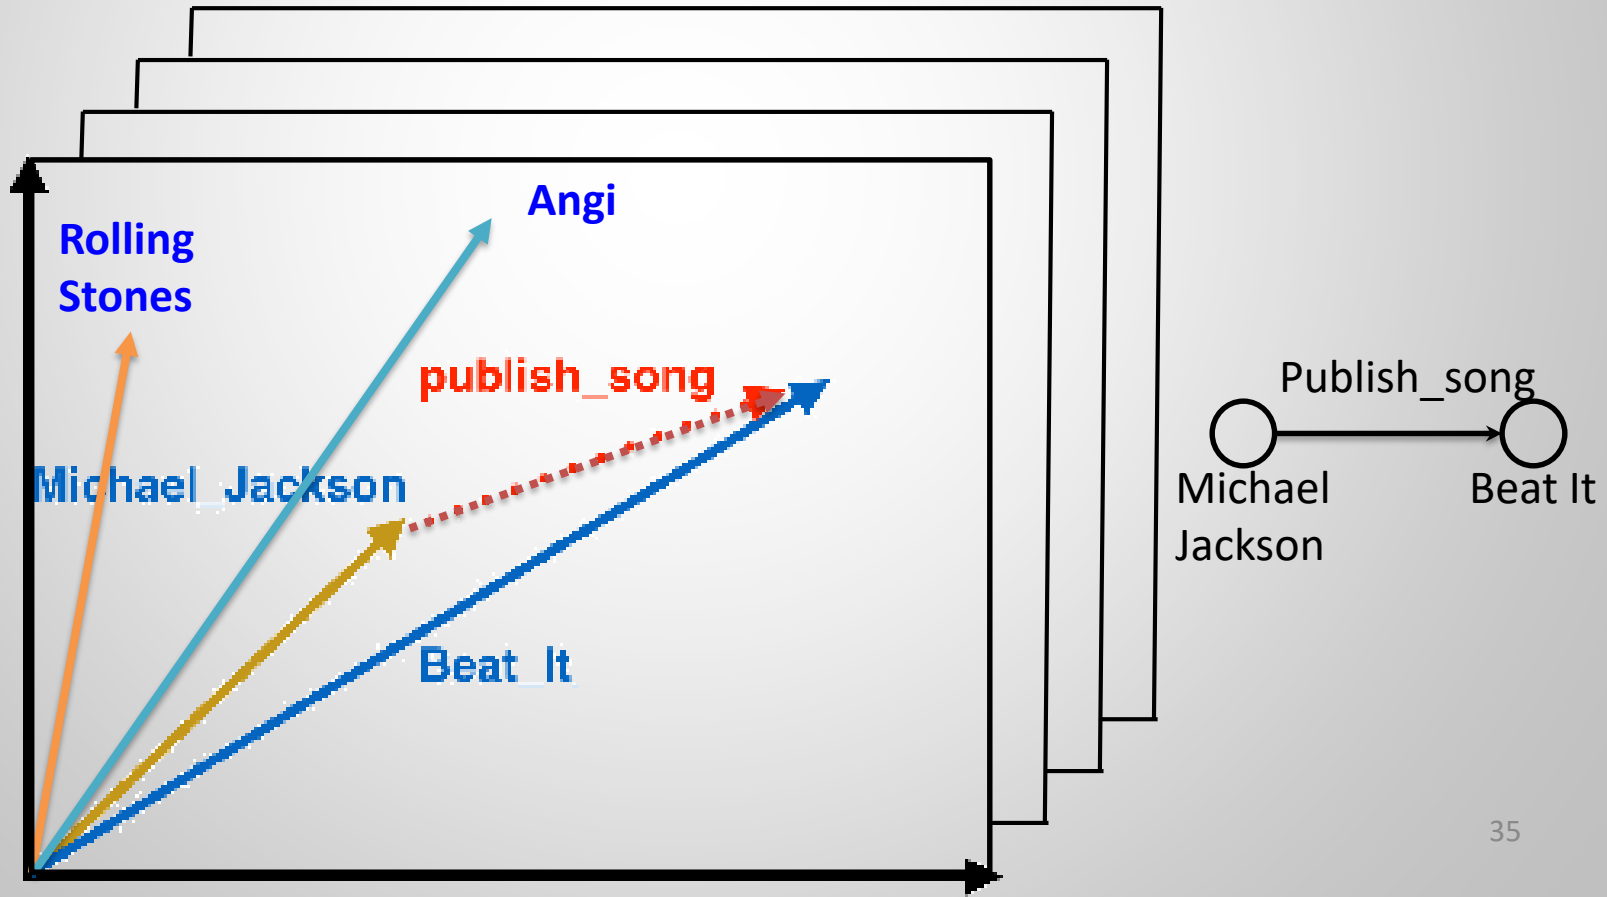 Angi
Rolling
Stones
publish_song
Michael_Jackson
Beat_It
Publish_song
Michael
Jackson
Beat It
35